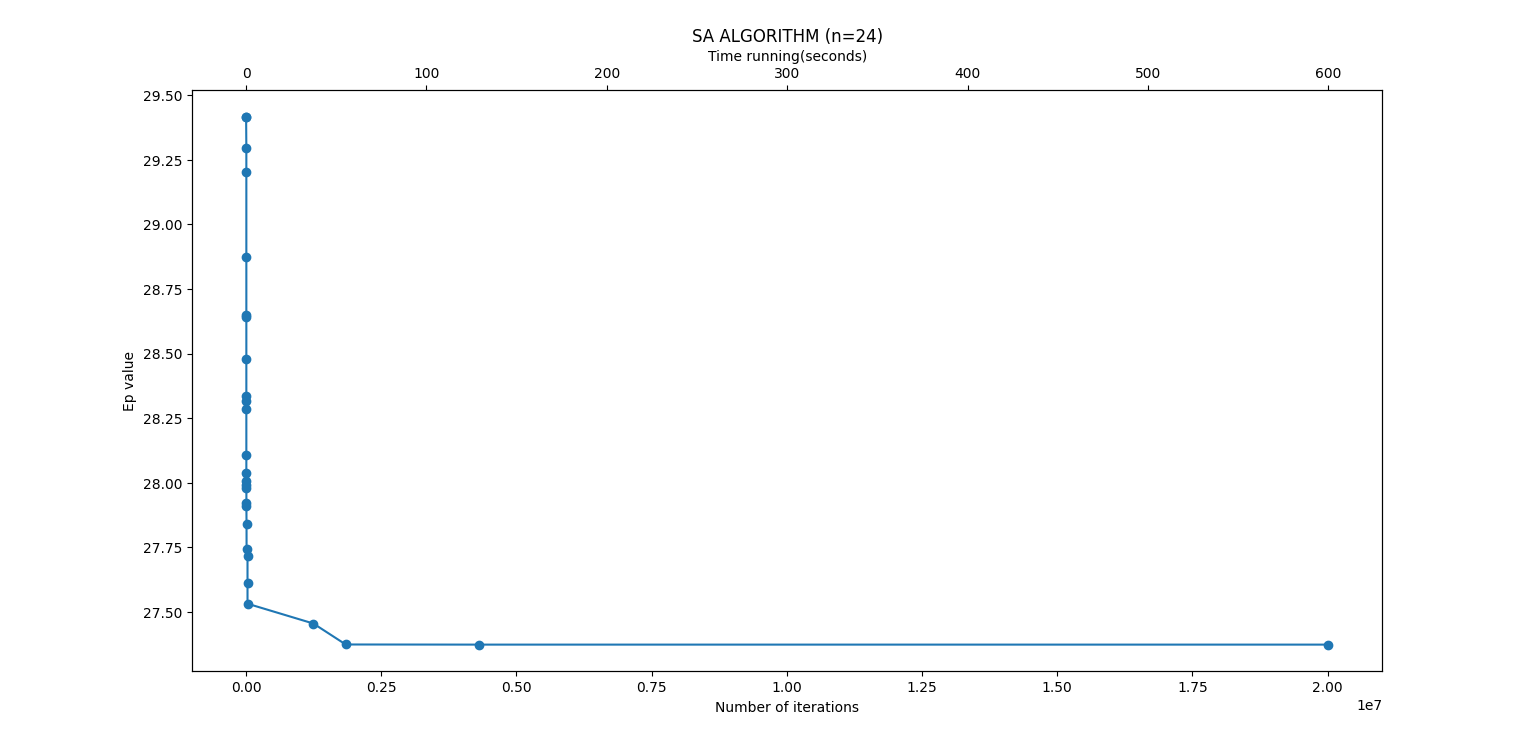 SA ALGORITHM (n=24)
Time running(seconds)
0 100 200 300 400 500 600
29.50
29.25
29.00
28.75
28.50
28.25
28.00
27.75
27.50
Ep value
0.00 0.25 0.50 0.75 1.00 1.25 1.50 1.75 2.00
1e7
Number of iterations